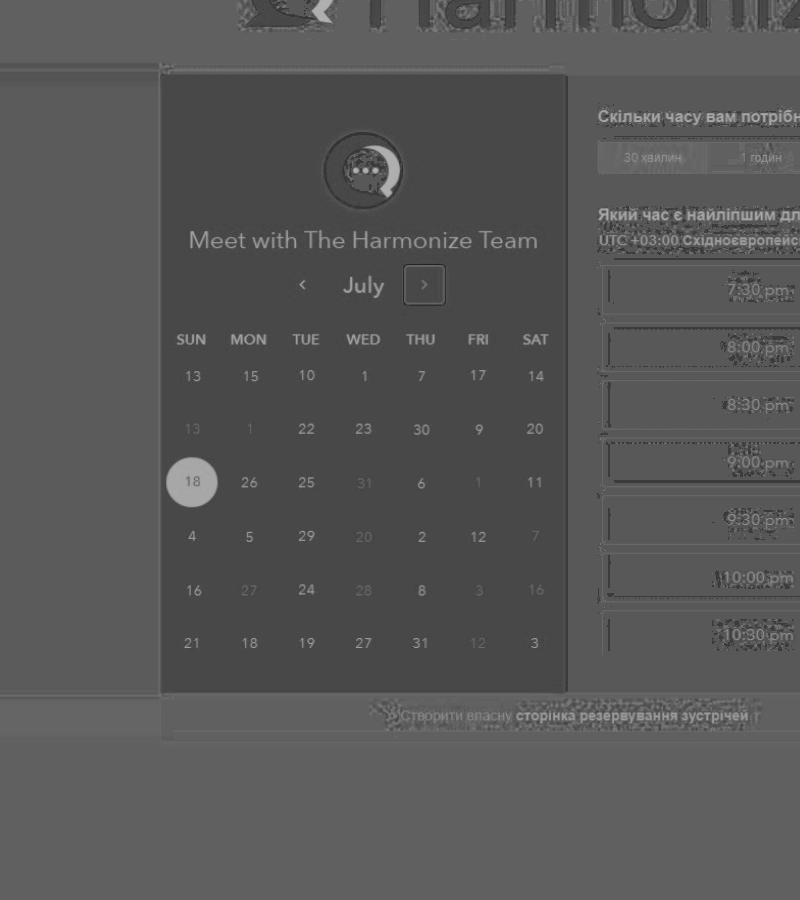 Harmoniz
Meet with The Harmonize Team
‹ July ›
SUN MON TUE WED THU FRI SAT
13 15 10 1 7 17 14
13 1 22 23 30 9 20
18 26 25 31 6 1 11
4 5 29 20 2 12 7
16 27 24 28 8 3 16
21 18 19 27 31 12 3
Скільки часу вам потрібн
30 хвилин 1 годин
Який час є найліпшим дл
UTC +03:00 Східноєвропейсь
7:30 pm
8:00 pm
8:30 pm
9:00 pm
9:30 pm
10:00 pm
10:30 pm
Створити власну сторінка резервування зустрічей